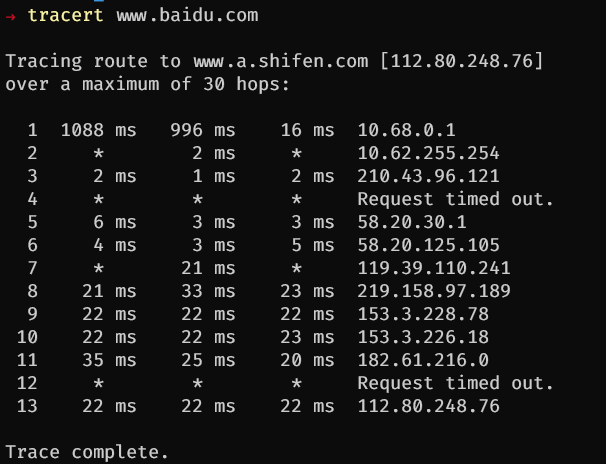 → tracert www.baidu.com
Tracing route to www.a.shifen.com [112.80.248.76]
over a maximum of 30 hops:
1 1088 ms 996 ms 16 ms 10.68.0.1
2 * 2 ms * 10.62.255.254
3 2 ms 1 ms 2 ms 210.43.96.121
4 * * * Request timed out.
5 6 ms 3 ms 3 ms 58.20.30.1
6 4 ms 3 ms 5 ms 58.20.125.105
7 * 21 ms * 119.39.110.241
8 21 ms 33 ms 23 ms 219.158.97.189
9 22 ms 22 ms 22 ms 153.3.228.78
10 22 ms 22 ms 23 ms 153.3.226.18
11 35 ms 25 ms 20 ms 182.61.216.0
12 * * * Request timed out.
13 22 ms 22 ms 22 ms 112.80.248.76
Trace complete.